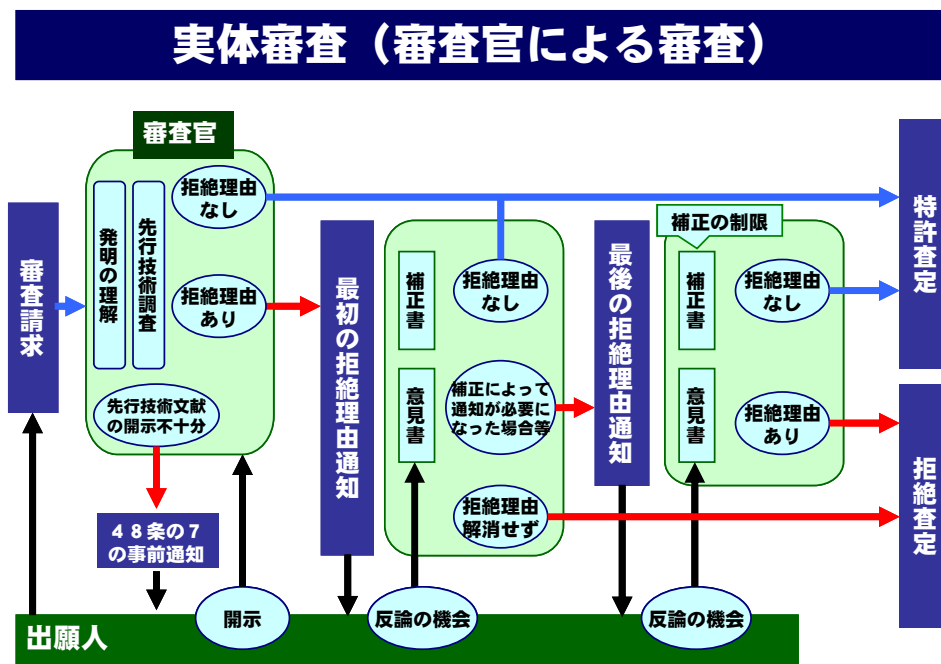 実体審査（審査官による審査）
審査官
審査請求
発明の理解
先行技術調査
拒絶理由
なし
拒絶理由
あり
先行技術文献
の開示不十分
４８条の７
の事前通知
開示
最初の拒絶理由通知
補正書
意見書
拒絶理由
なし
補正によって
通知が必要に
なった場合等
拒絶理由
解消せず
反論の機会
最後の拒絶理由通知
補正の制限
補正書
意見書
拒絶理由
なし
拒絶理由
あり
反論の機会
特許査定
拒絶査定
出願人